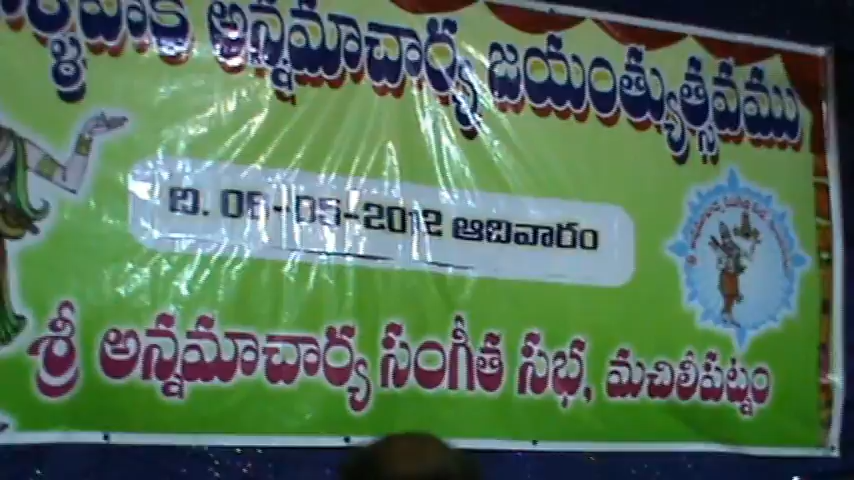 అన్నమాచార్య జయంత్యుత్సవము
ఐ. 06-05-2012 ఆదివారం
శ్రీ అన్నమాచార్య సంగీత సభ, మచిలీపట్నం